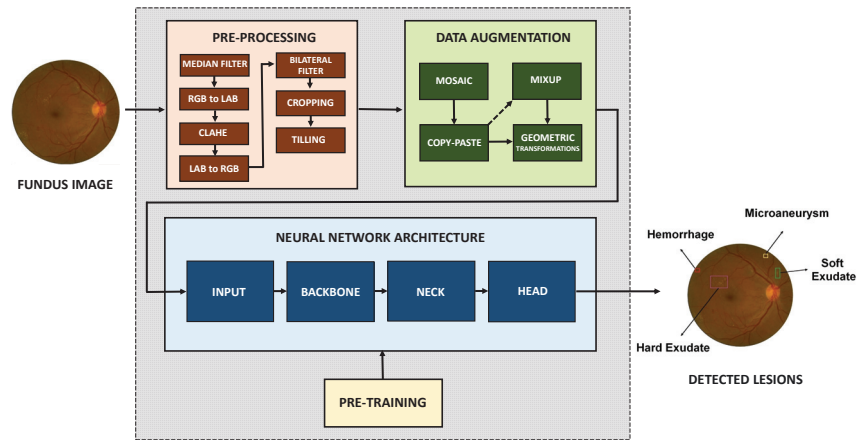 PRE-PROCESSING
MEDIAN FILTER
RGB to LAB
CLAHE
LAB to RGB
BILATERAL
FILTER
CROPPING
TILLING
DATA AUGMENTATION
MOSAIC
COPY-PASTE
MIXUP
GEOMETRIC
TRANSFORMATIONS
FUNDUS IMAGE
NEURAL NETWORK ARCHITECTURE
INPUT
BACKBONE
NECK
HEAD
PRE-TRAINING
Microaneurysm
Hemorrhage
Soft
Exudate
Hard Exudate
DETECTED LESIONS